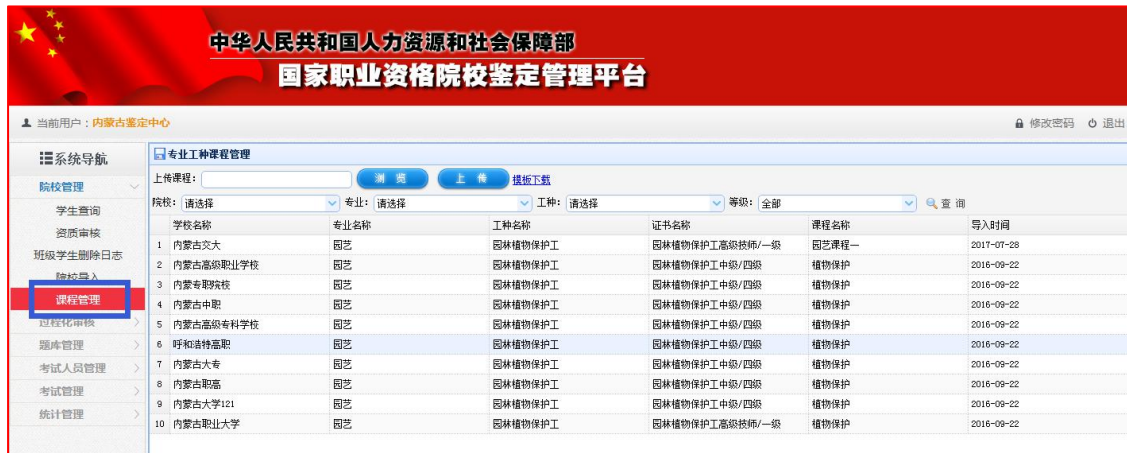 中华人民共和国人力资源和社会保障部
国家职业资格院校鉴定管理平台
当前用户：内蒙古鉴定中心 修改密码 退出
系统导航
院校管理
学生查询
资质审核
班级学生删除日志
院校导入
课程管理
过程化审核
题库管理
考试人员管理
考试管理
统计管理
专业工种课程管理
上传课程： 浏览 上传 模板下载
院校： 请选择 专业： 请选择 工种： 请选择 等级： 全部 查询
学校名称 专业名称 工种名称 证书名称 课程名称 导入时间
1 内蒙古交大 园艺 园林植物保护工 园林植物保护工高级技师/一级 园艺课程一 2017-07-28
2 内蒙古高级职业学校 园艺 园林植物保护工 园林植物保护工中级/四级 植物保护 2016-09-22
3 内蒙专职院校 园艺 园林植物保护工 园林植物保护工中级/四级 植物保护 2016-09-22
4 内蒙古中职 园艺 园林植物保护工 园林植物保护工中级/四级 植物保护 2016-09-22
5 内蒙古高级专科学校 园艺 园林植物保护工 园林植物保护工中级/四级 植物保护 2016-09-22
6 呼和浩特高职 园艺 园林植物保护工 园林植物保护工中级/四级 植物保护 2016-09-22
7 内蒙古大专 园艺 园林植物保护工 园林植物保护工中级/四级 植物保护 2016-09-22
8 内蒙古职高 园艺 园林植物保护工 园林植物保护工中级/四级 植物保护 2016-09-22
9 内蒙古大学121 园艺 园林植物保护工 园林植物保护工中级/四级 植物保护 2016-09-22
10 内蒙古职业大学 园艺 园林植物保护工 园林植物保护工高级技师/一级 植物保护 2016-09-22